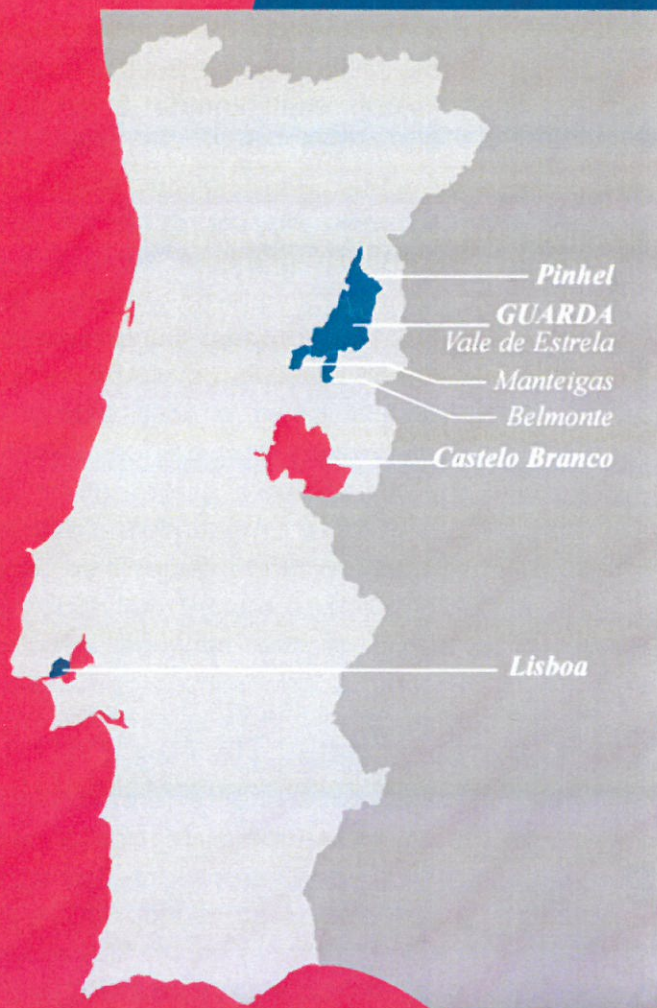 Pinhel
GUARDA
Vale de Estrela
Manteigas
Belmonte
Castelo Branco
Lisboa